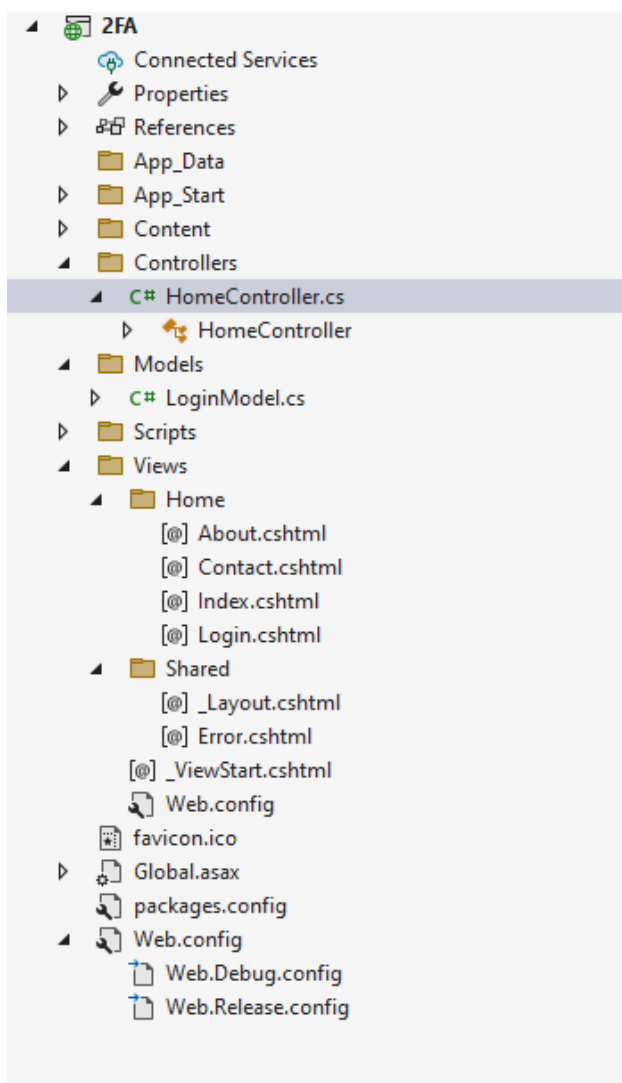 2FA
Connected Services
Properties
References
App_Data
App_Start
Content
Controllers
C# HomeController.cs
HomeController
Models
C# LoginModel.cs
Scripts
Views
Home
[@] About.cshtml
[@] Contact.cshtml
[@] Index.cshtml
[@] Login.cshtml
Shared
[@] _Layout.cshtml
[@] Error.cshtml
[@] _ViewStart.cshtml
Web.config
favicon.ico
Global.asax
packages.config
Web.config
Web.Debug.config
Web.Release.config